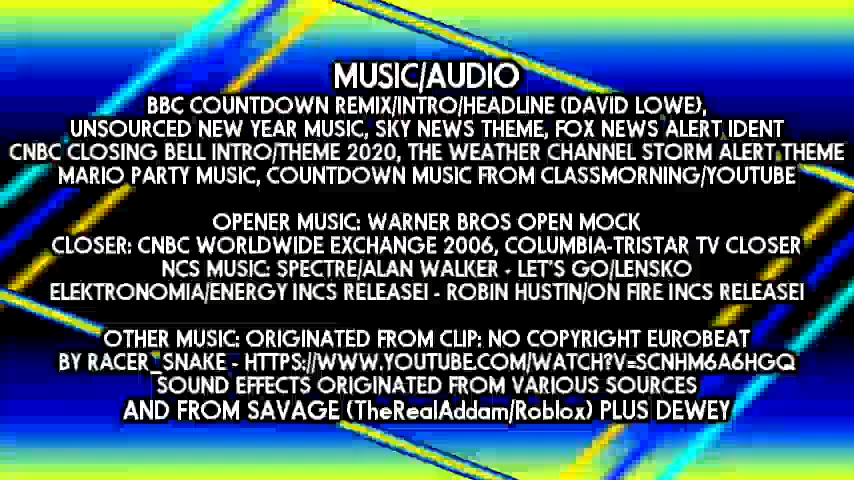 MUSIC/AUDIO
BBC COUNTDOWN REMIX/INTRO/HEADLINE (DAVID LOWE),
UNSOURCED NEW YEAR MUSIC, SKY NEWS THEME, FOX NEWS ALERT IDENT
CNBC CLOSING BELL INTRO/THEME 2020, THE WEATHER CHANNEL STORM ALERT THEME
MARIO PARTY MUSIC, COUNTDOWN MUSIC FROM CLASSMORNING/YOUTUBE
OPENER MUSIC: WARNER BROS OPEN MOCK
CLOSER: CNBC WORLDWIDE EXCHANGE 2006, COLUMBIA-TRISTAR TV CLOSER
NCS MUSIC: SPECTRE/ALAN WALKER - LET'S GO/LENSKO
ELEKTRONOMIA/ENERGY [NCS RELEASE] - ROBIN HUSTIN/ON FIRE [NCS RELEASE]
OTHER MUSIC: ORIGINATED FROM CLIP: NO COPYRIGHT EUROBEAT
BY RACER_SNAKE - HTTPS://WWW.YOUTUBE.COM/WATCH?V=SCNHM6A6HGQ
SOUND EFFECTS ORIGINATED FROM VARIOUS SOURCES
AND FROM SAVAGE (TheRealAddam/Roblox) PLUS DEWEY